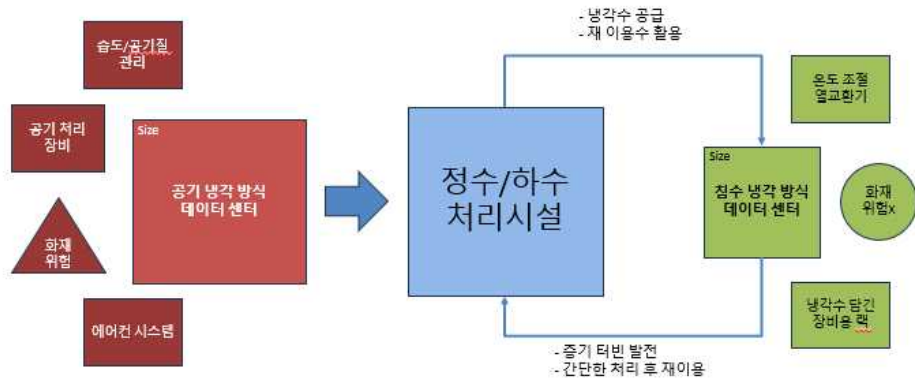 - 냉각수 공급
- 재 이용수 활용
습도/공기질
관리
온도 조절
열교환기
공기 처리
장비
Size
공기 냉각 방식
데이터 센터
정수/하수
처리시설
Size
침수 냉각 방식
데이터 센터
화재
위험x
화재
위험
에어컨 시스템
냉각수 담긴
장비용 랙
- 증기 터빈 발전
- 간단한 처리 후 재이용